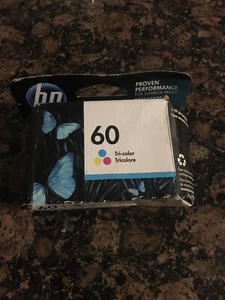 hp
PROVEN
PERFORMANCE
60
Tri-color
Tricolore